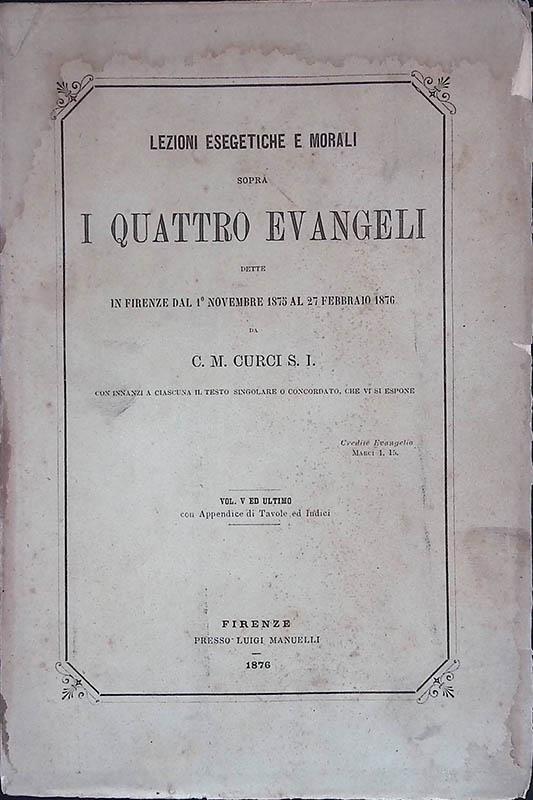 LEZIONI ESEGETICHE E MORALI
SOPRA
I QUATTRO EVANGELI
DETTE
IN FIRENZE DAL 1º NOVEMBRE 1875 AL 27 FEBBRAIO 1876
DA
C. M. CURCI S. I.
CON INNANZI A CIASCUNA IL TESTO SINGOLARE O CONCORDATO, CHE VI SI ESPONE
Credite Evangelio
MARCI 1, 15.
VOL. V ED ULTIMO
con Appendice di Tavole ed Indici
FIRENZE
PRESSO LUIGI MANUELLI
1876